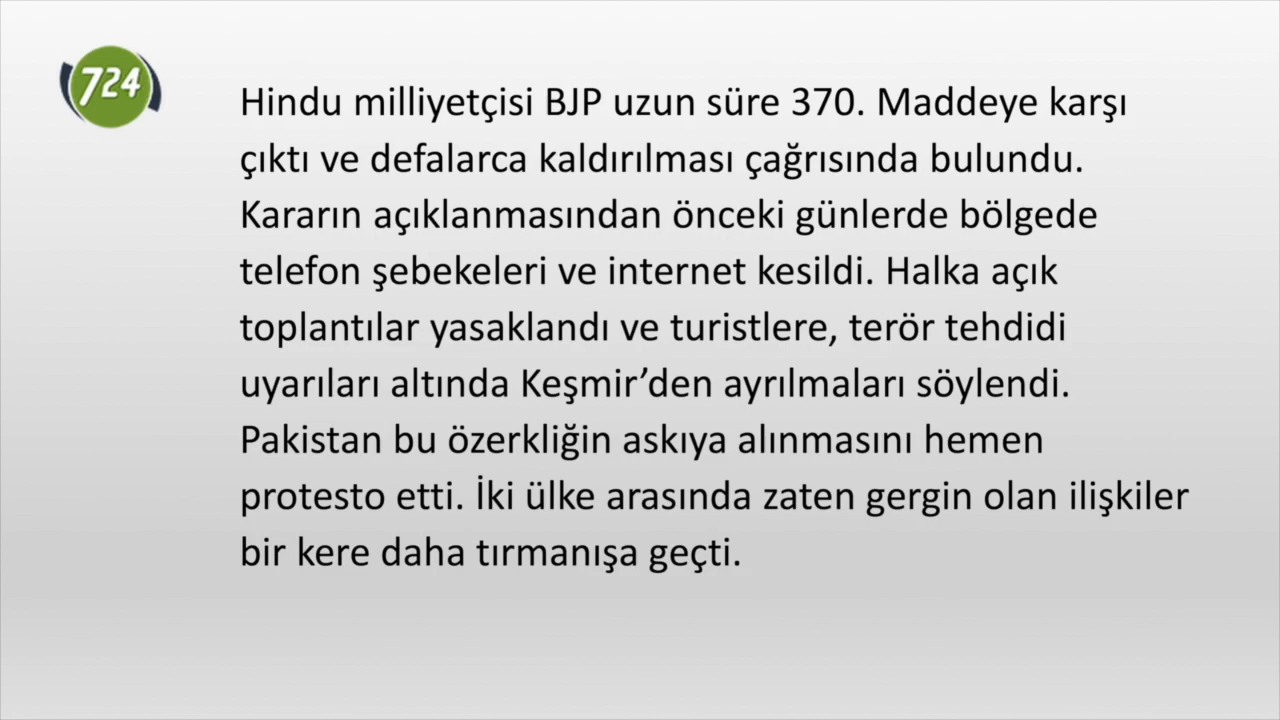 724
Hindu milliyetçisi BJP uzun süre 370. Maddeye karşı
çıktı ve defalarca kaldırılması çağrısında bulundu.
Kararın açıklanmasından önceki günlerde bölgede
telefon şebekeleri ve internet kesildi. Halka açık
toplantılar yasaklandı ve turistlere, terör tehdidi
uyarıları altında Keşmir’den ayrılmaları söylendi.
Pakistan bu özerkliğin askıya alınmasını hemen
protesto etti. İki ülke arasında zaten gergin olan ilişkiler
bir kere daha tırmanışa geçti.